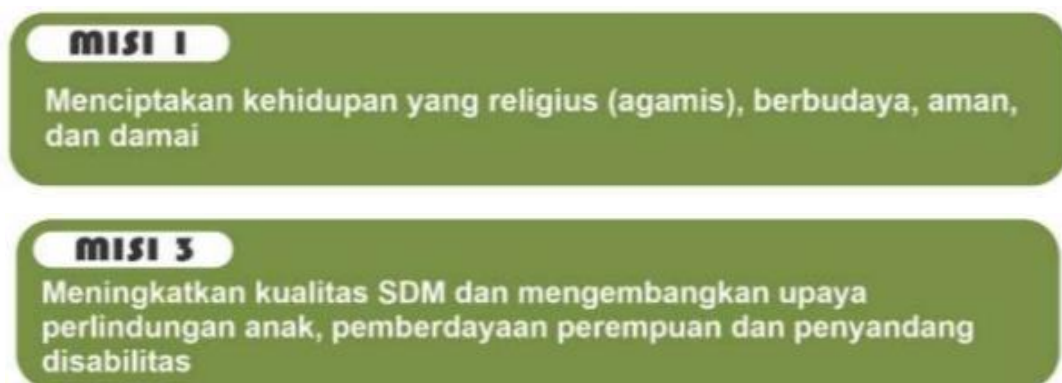 MISI 1
Menciptakan kehidupan yang religius (agamis), berbudaya, aman,
dan damai
MISI 3
Meningkatkan kualitas SDM dan mengembangkan upaya
perlindungan anak, pemberdayaan perempuan dan penyandang
disabilitas